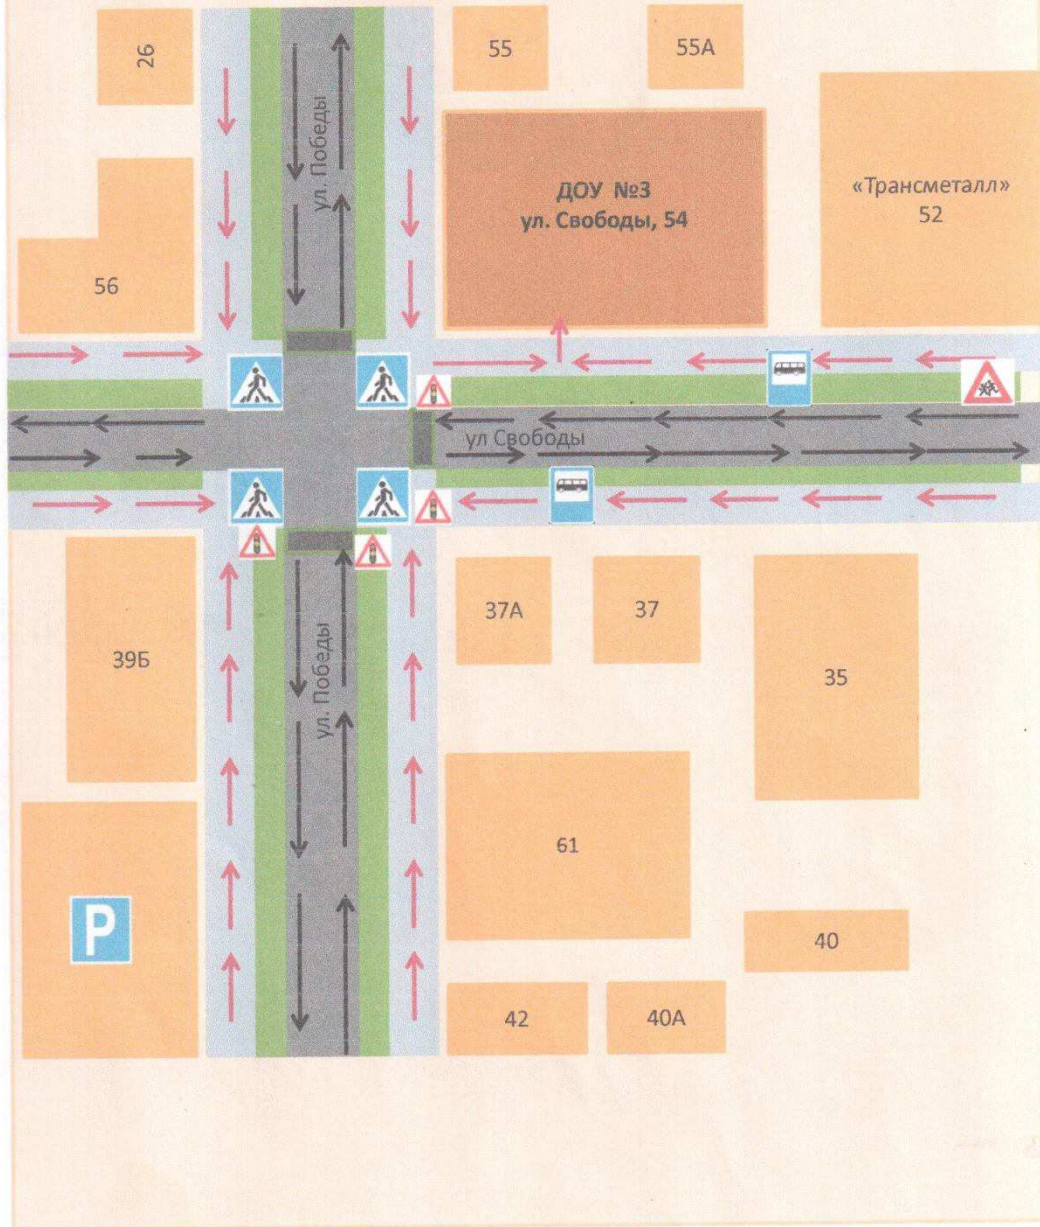 26
55
55А
ул. Победы
ДОУ №3
ул. Свободы, 54
«Трансметалл»
52
56
ул Свободы
37А
37
39Б
35
ул. Победы
61
P
40
42
40А